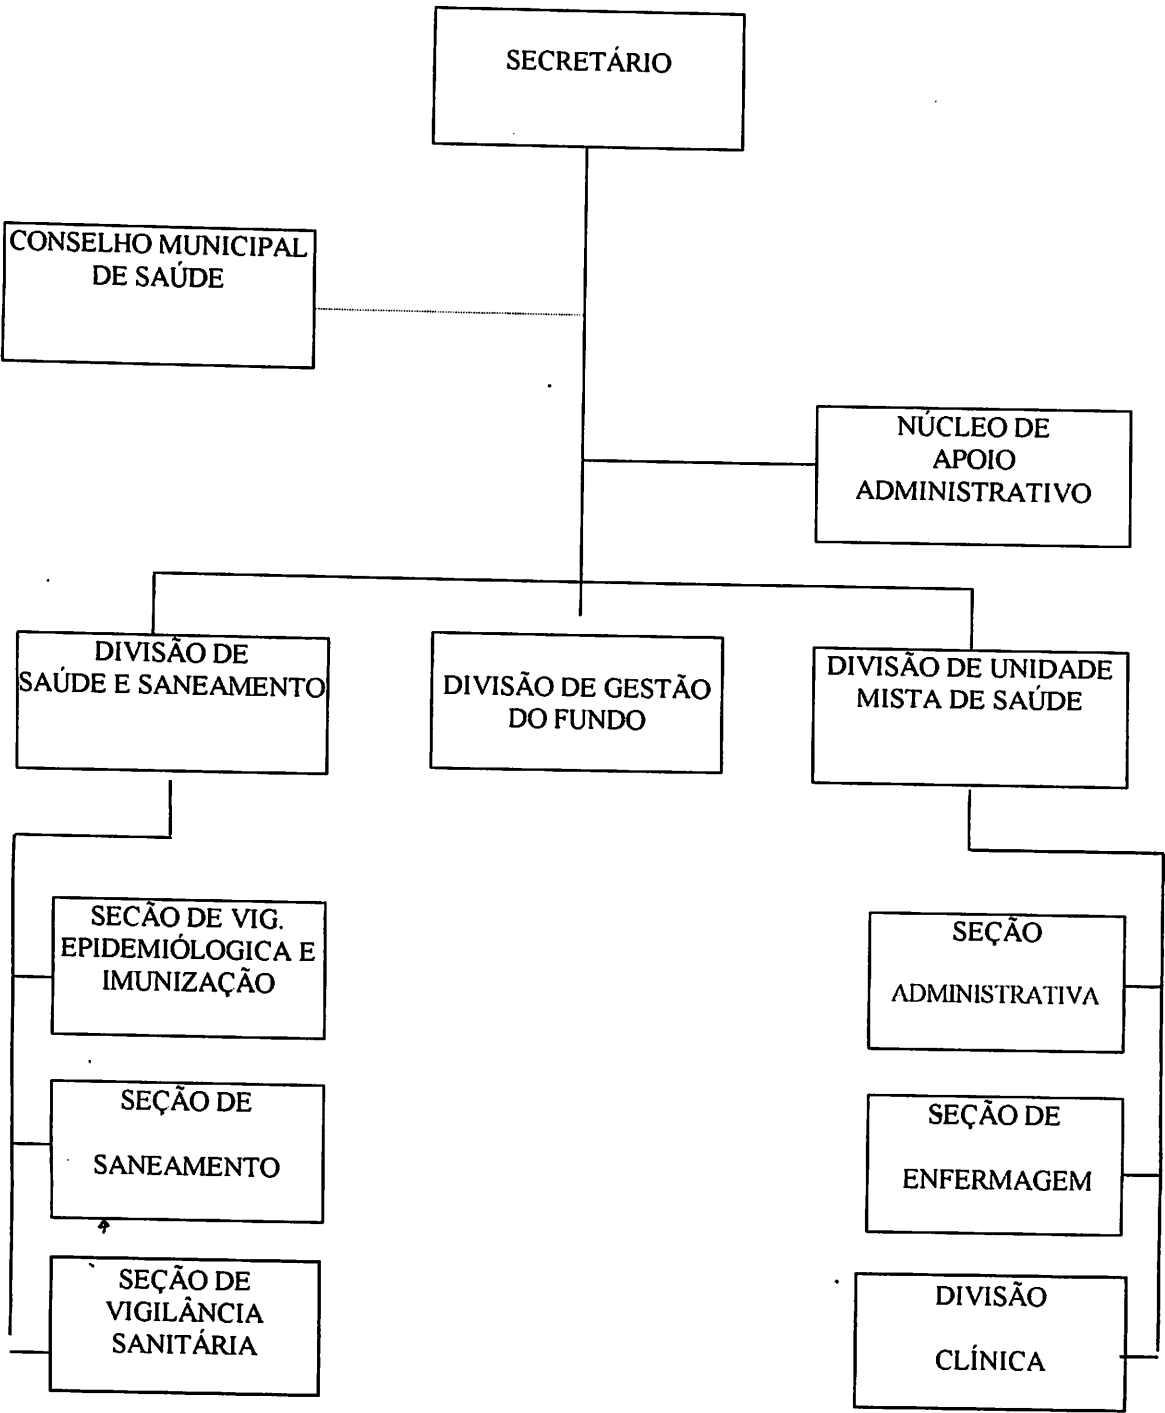 SECRETÁRIO
CONSELHO MUNICIPAL
DE SAÚDE
NÚCLEO DE
APOIO
ADMINISTRATIVO
DIVISÃO DE
SAÚDE E SANEAMENTO
DIVISÃO DE GESTÃO
DO FUNDO
DIVISÃO DE UNIDADE
MISTA DE SAÚDE
SECÃO DE VIG.
EPIDEMIÓLOGICA E
IMUNIZAÇÃO
SEÇÃO DE
SANEAMENTO
SEÇÃO DE
VIGILÂNCIA
SANITÁRIA
SEÇÃO
ADMINISTRATIVA
SEÇÃO DE
ENFERMAGEM
DIVISÃO
CLÍNICA